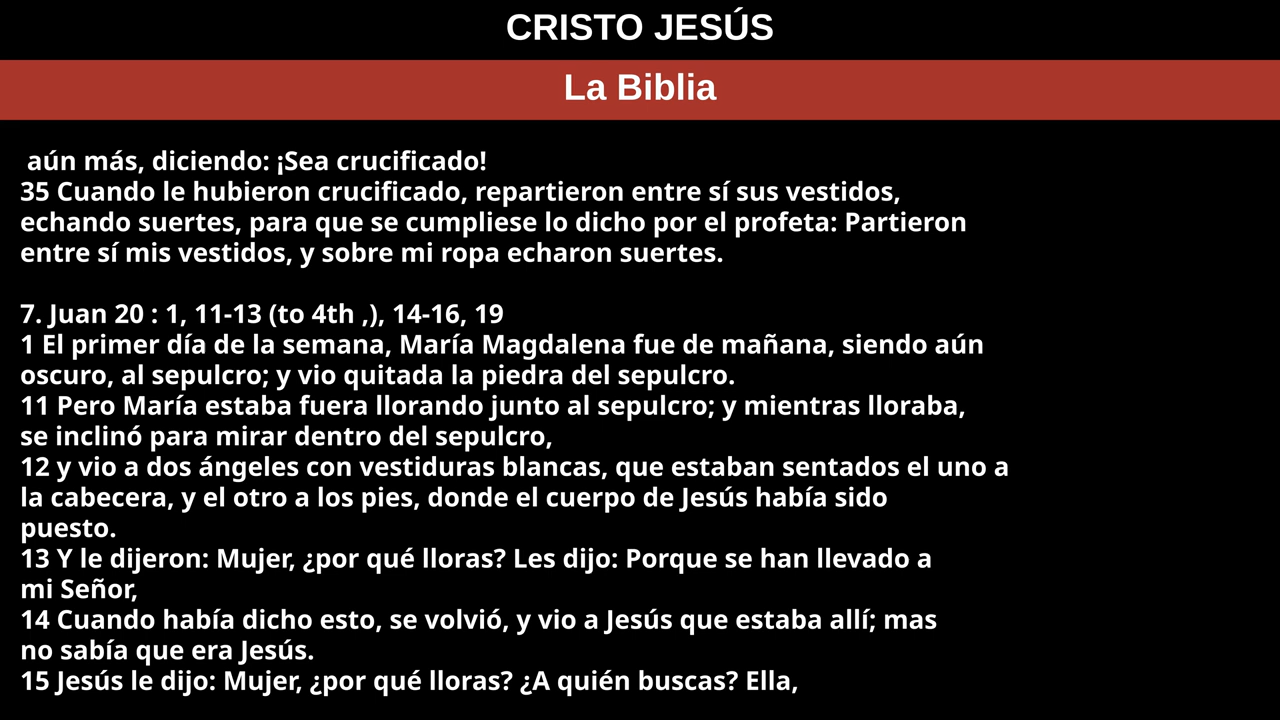 CRISTO JESÚS
La Biblia
aún más, diciendo: ¡Sea crucificado!
35 Cuando le hubieron crucificado, repartieron entre sí sus vestidos,
echando suertes, para que se cumpliese lo dicho por el profeta: Partieron
entre sí mis vestidos, y sobre mi ropa echaron suertes.
7. Juan 20 : 1, 11-13 (to 4th ,), 14-16, 19
1 El primer día de la semana, María Magdalena fue de mañana, siendo aún
oscuro, al sepulcro; y vio quitada la piedra del sepulcro.
11 Pero María estaba fuera llorando junto al sepulcro; y mientras lloraba,
se inclinó para mirar dentro del sepulcro,
12 y vio a dos ángeles con vestiduras blancas, que estaban sentados el uno a
la cabecera, y el otro a los pies, donde el cuerpo de Jesús había sido
puesto.
13 Y le dijeron: Mujer, ¿por qué lloras? Les dijo: Porque se han llevado a
mi Señor,
14 Cuando había dicho esto, se volvió, y vio a Jesús que estaba allí; mas
no sabía que era Jesús.
15 Jesús le dijo: Mujer, ¿por qué lloras? ¿A quién buscas? Ella,